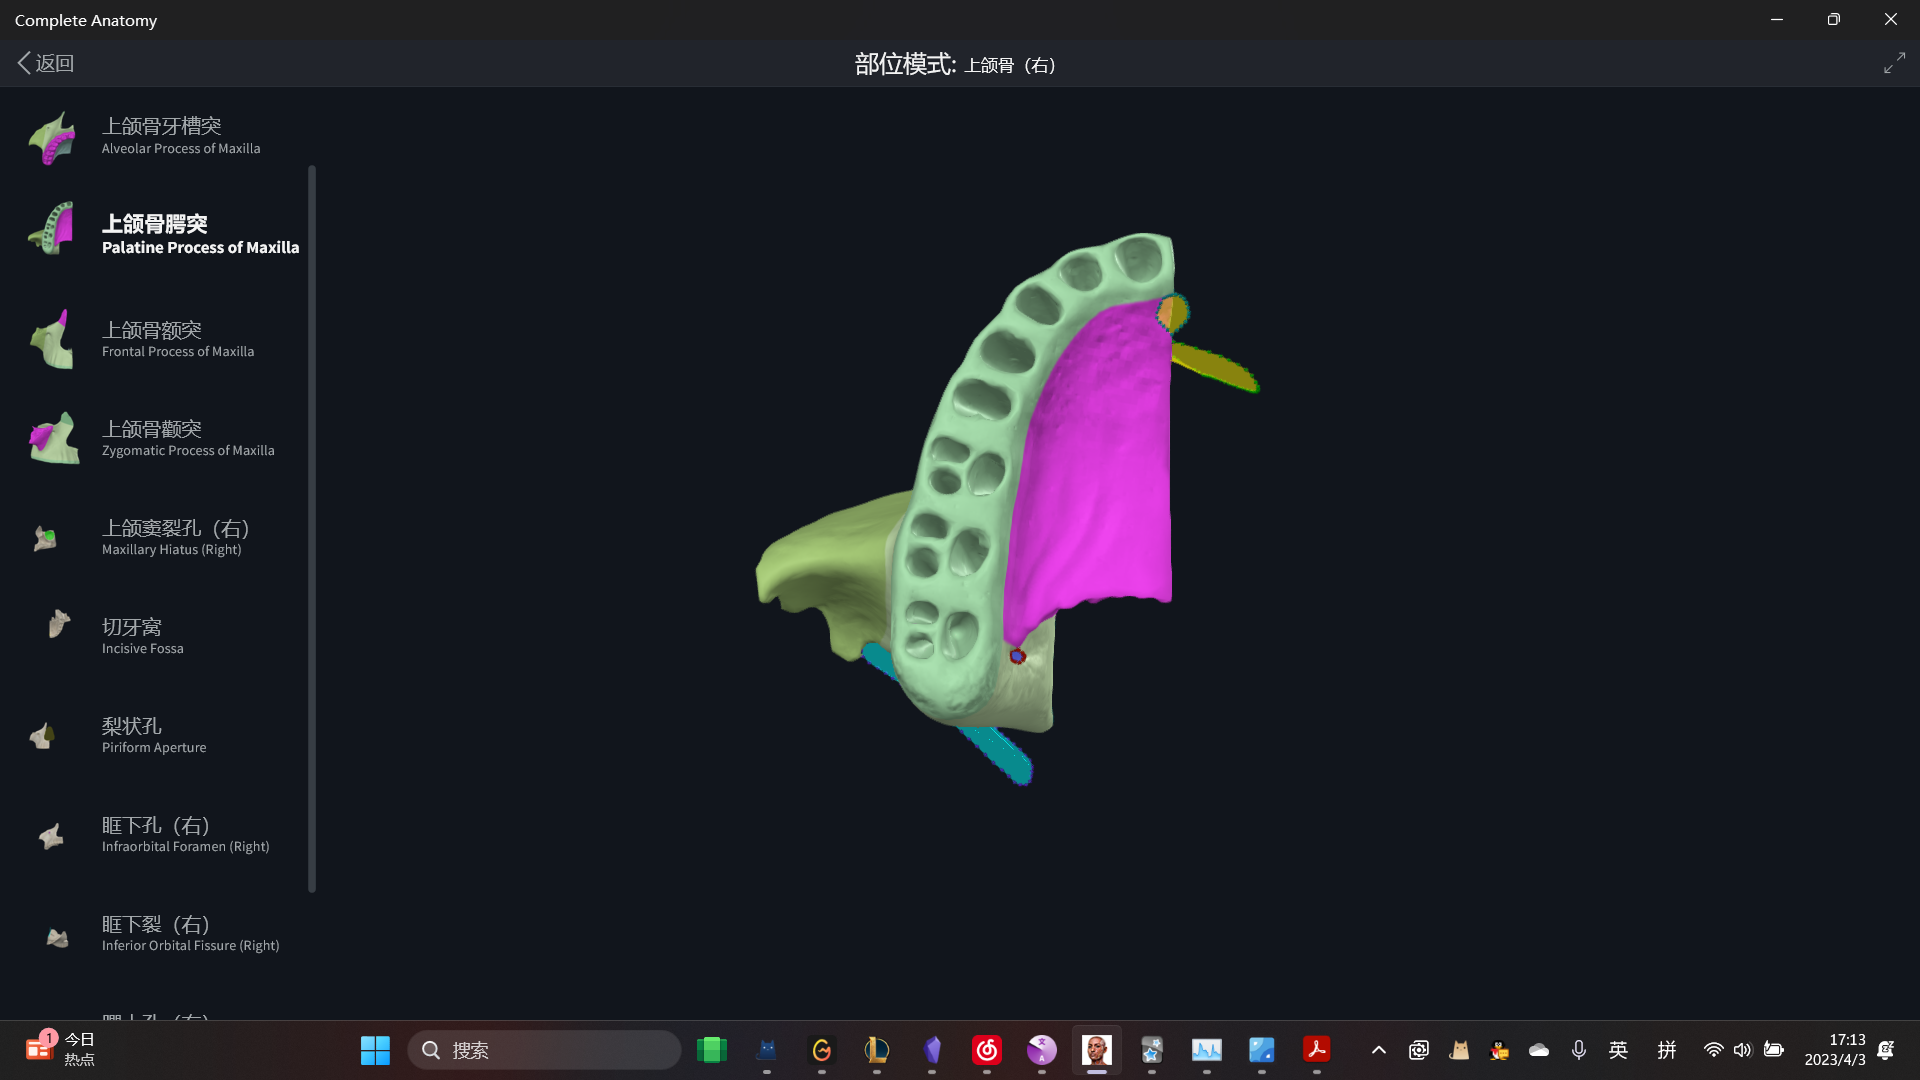 Complete Anatomy
返回
部位模式: 上颌骨（右）
上颌骨牙槽突
Alveolar Process of Maxilla
上颌骨腭突
Palatine Process of Maxilla
上颌骨额突
Frontal Process of Maxilla
上颌骨颧突
Zygomatic Process of Maxilla
上颌窦裂孔（右）
Maxillary Hiatus (Right)
切牙窝
Incisive Fossa
梨状孔
Piriform Aperture
眶下孔（右）
Infraorbital Foramen (Right)
眶下裂（右）
Inferior Orbital Fissure (Right)
1
今日
热点
搜索
文
A
英
拼
17:13
2023/4/3